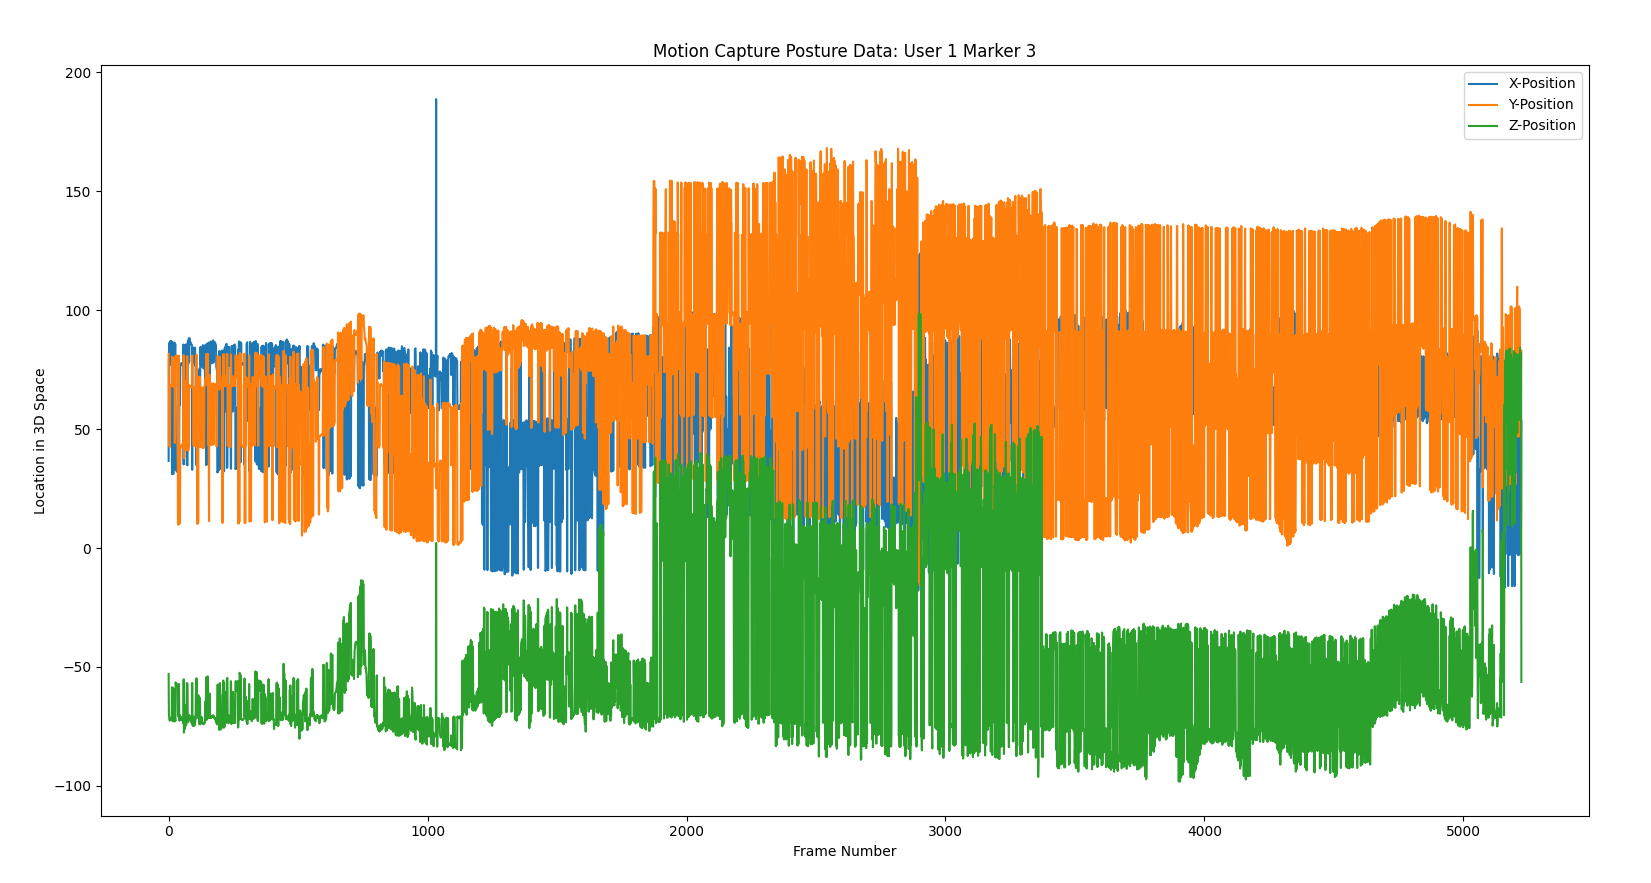 Motion Capture Posture Data: User 1 Marker 3
200
150
100
50
0
−50
−100
Location in 3D Space
X-Position
Y-Position
Z-Position
0 1000 2000 3000 4000 5000
Frame Number